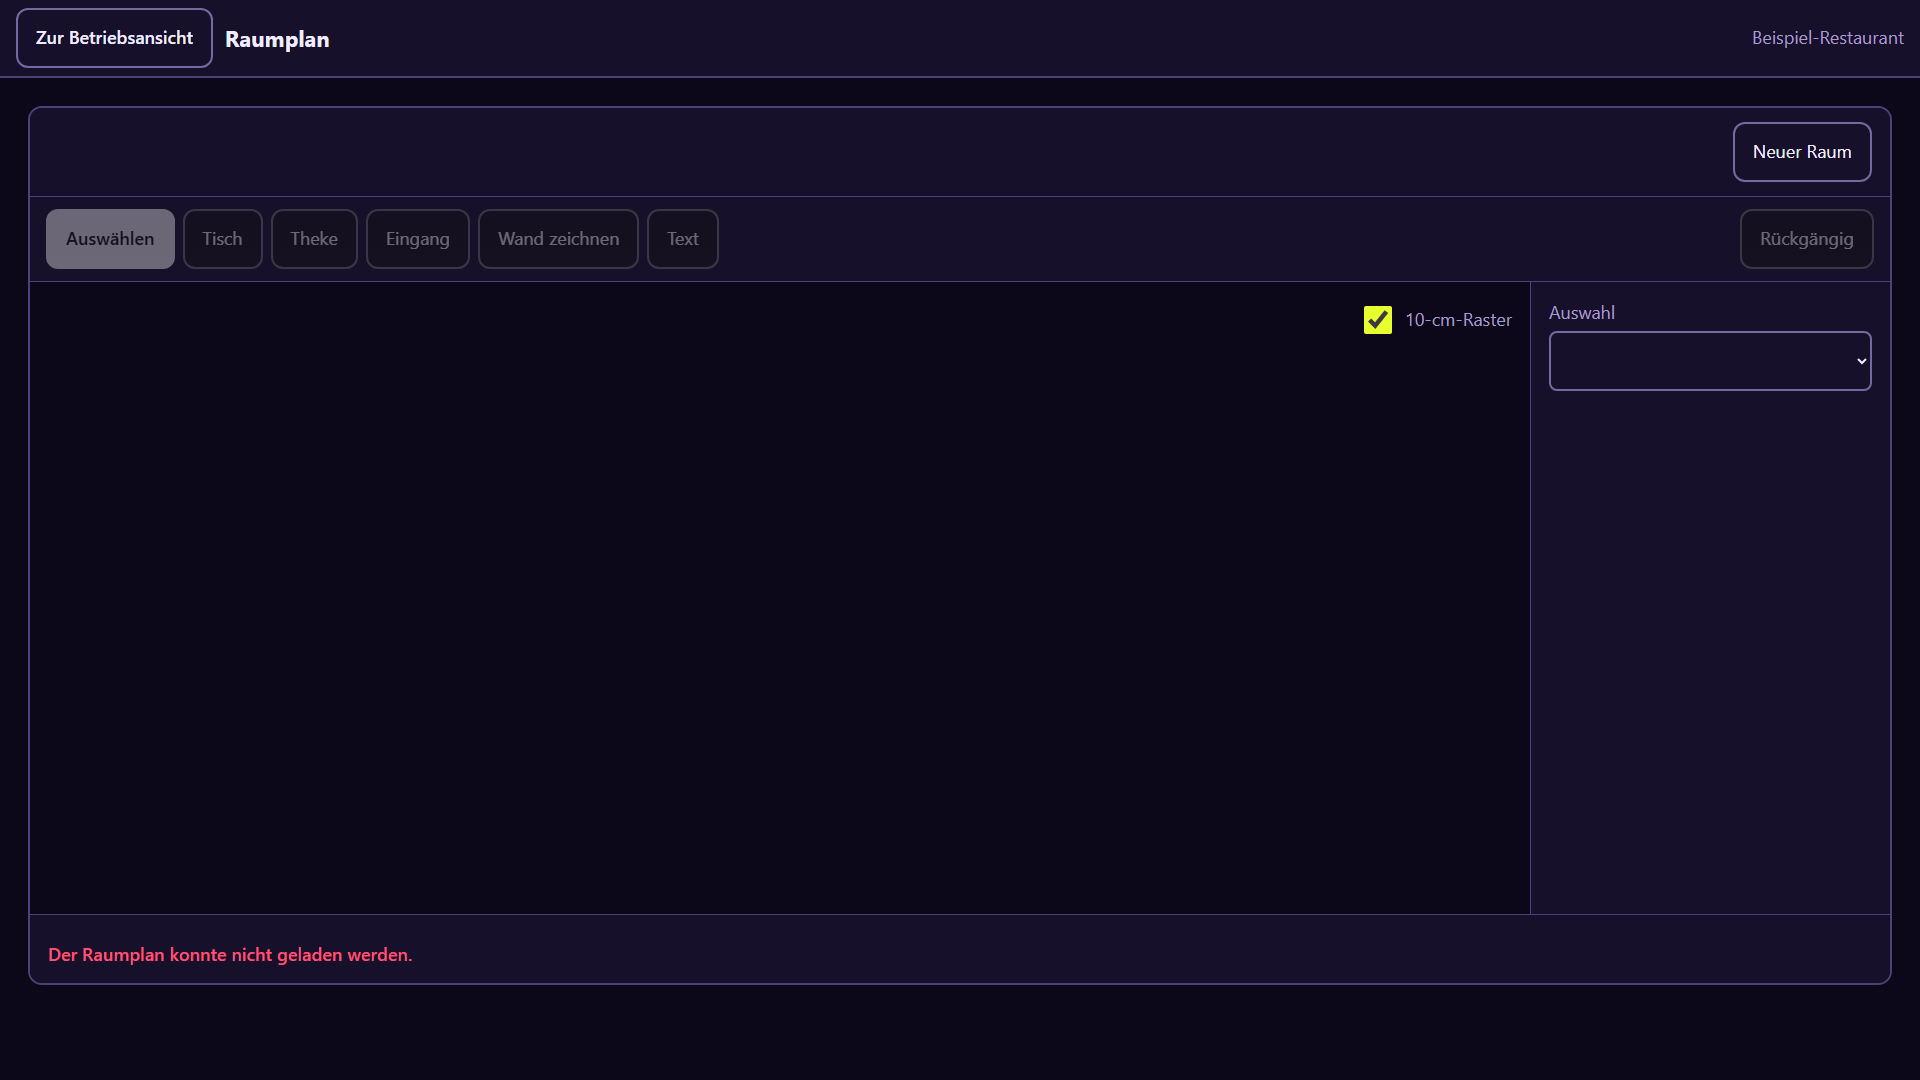 Zur Betriebsansicht
Raumplan
Beispiel-Restaurant
Neuer Raum
Auswählen
Tisch
Theke
Eingang
Wand zeichnen
Text
Rückgängig
10-cm-Raster
Auswahl
Der Raumplan konnte nicht geladen werden.